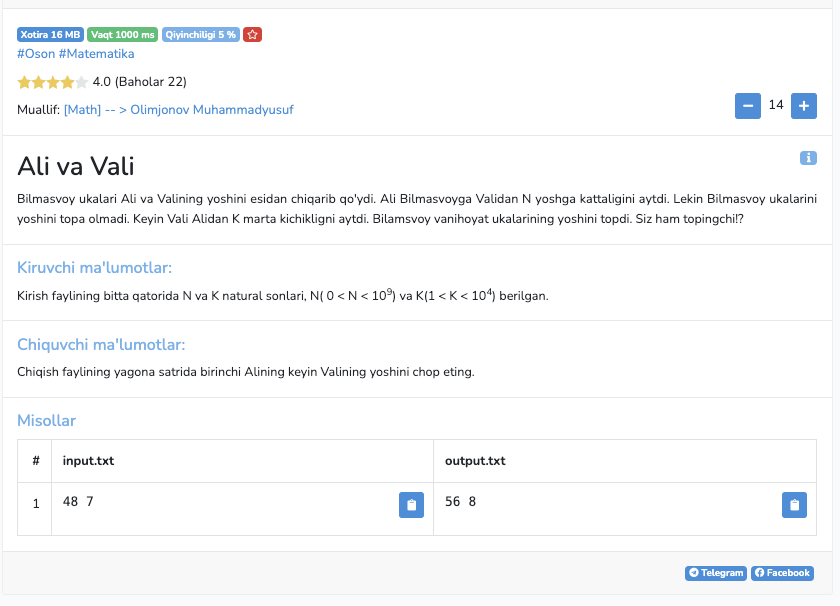 Xotira 16 MB Vaqt 1000 ms Qiyinchiligi 5 %
#Oson #Matematika
4.0 (Baholar 22)
Muallif: [Math] -- > Olimjonov Muhammadyusuf
− 14 +
Ali va Vali
Bilmasvoy ukalari Ali va Valining yoshini esidan chiqarib qo'ydi. Ali Bilmasvoyga Validan N yoshga kattaligini aytdi. Lekin Bilmasvoy ukalarini
yoshini topa olmadi. Keyin Vali Alidan K marta kichikligni aytdi. Bilamsvoy vanihoyat ukalarining yoshini topdi. Siz ham topingchi!?
Kiruvchi ma'lumotlar:
Kirish faylining bitta qatorida N va K natural sonlari, N( 0 < N < 10⁹) va K(1 < K < 10⁴) berilgan.
Chiquvchi ma'lumotlar:
Chiqish faylining yagona satrida birinchi Alining keyin Valining yoshini chop eting.
Misollar
# input.txt output.txt
1 48 7 56 8
Telegram Facebook